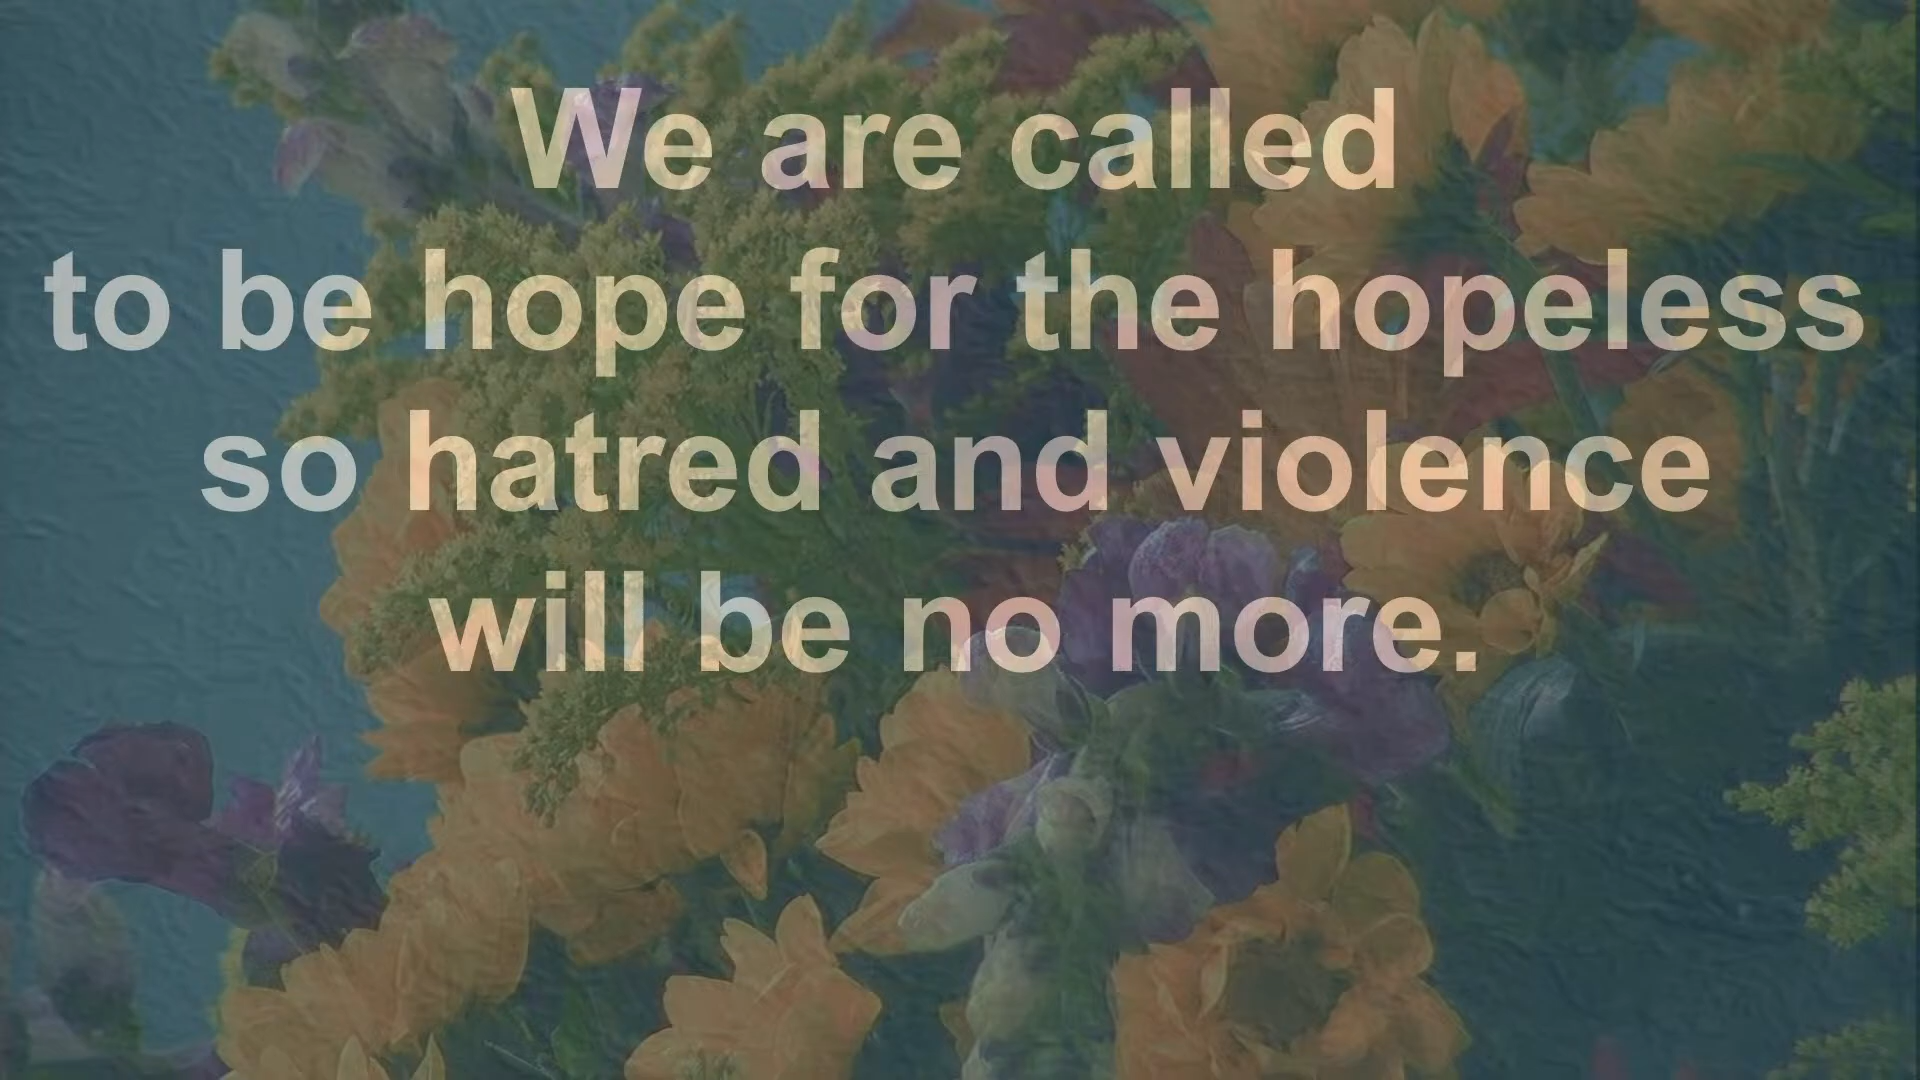 We are called
to be hope for the hopeless
so hatred and violence
will be no more.